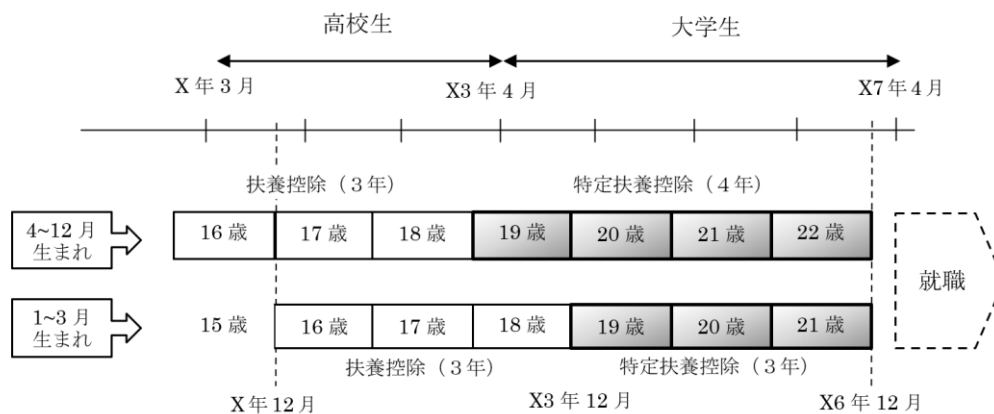 高校生
大学生
X 年 3 月
X3 年 4 月
X7 年 4 月
扶養控除（３年）
特定扶養控除（４年）
4~12 月
生まれ
16 歳
17 歳
18 歳
19 歳
20 歳
21 歳
22 歳
就職
1~3 月
生まれ
15 歳
16 歳
17 歳
18 歳
19 歳
20 歳
21 歳
扶養控除（３年）
特定扶養控除（３年）
X 年 12 月
X3 年 12 月
X6 年 12 月